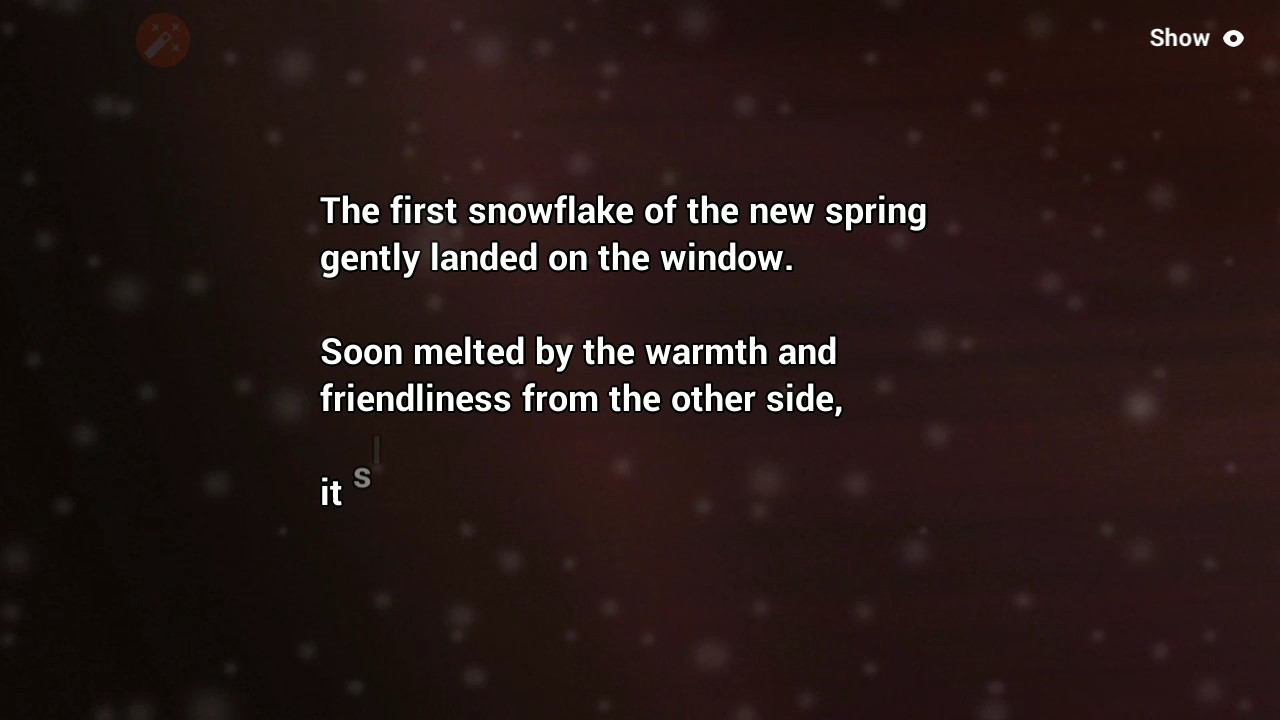 Show
The first snowflake of the new spring
gently landed on the window.
Soon melted by the warmth and
friendliness from the other side,
it sl